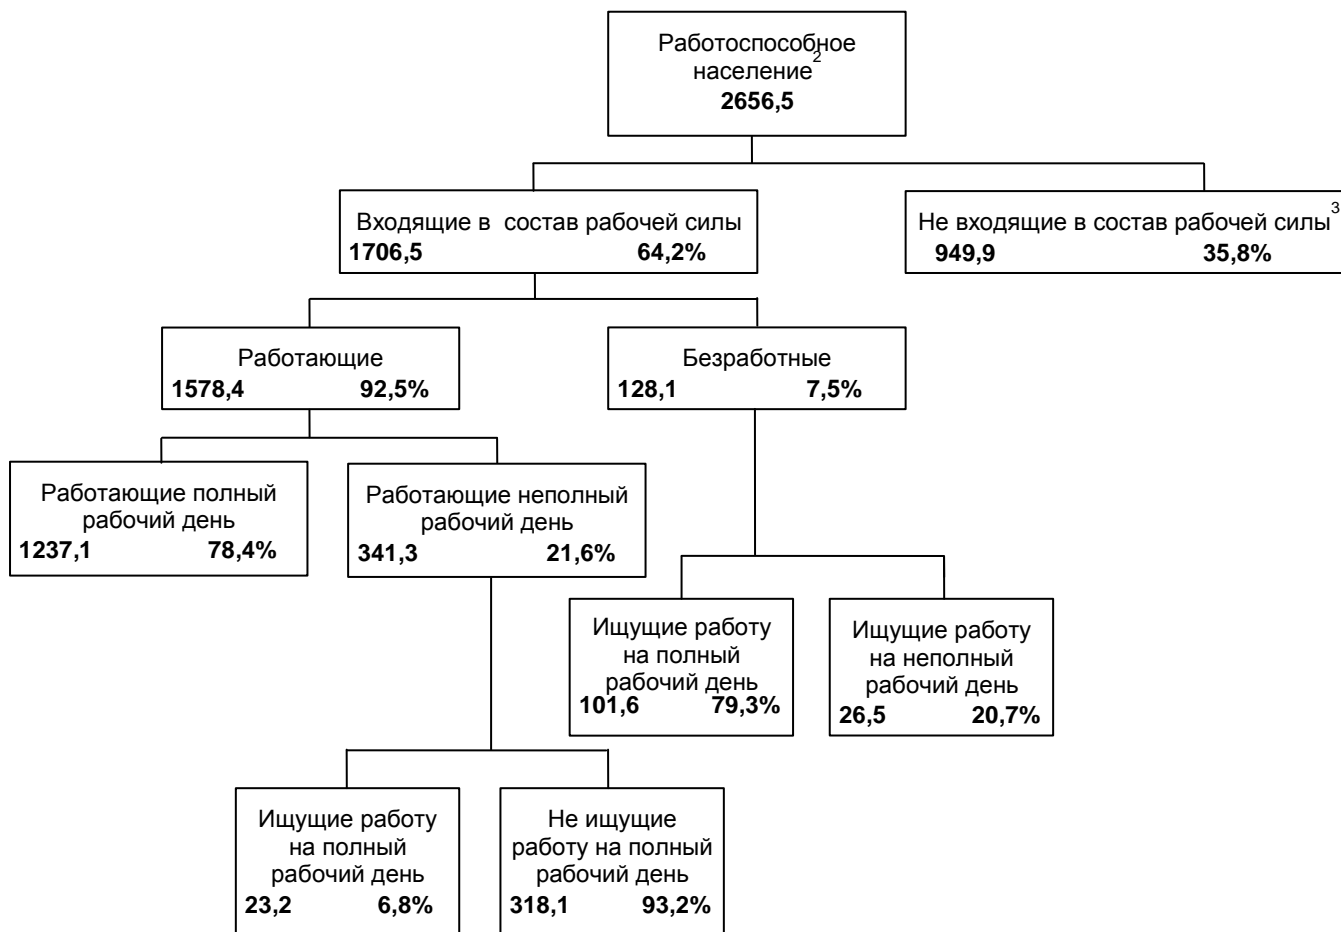 Работоспособное
население2
2656,5
Входящие в состав рабочей силы
1706,5 64,2%
Не входящие в состав рабочей силы3
949,9 35,8%
Работающие
1578,4 92,5%
Безработные
128,1 7,5%
Работающие полный
рабочий день
1237,1 78,4%
Работающие неполный
рабочий день
341,3 21,6%
Ищущие работу
на полный
рабочий день
101,6 79,3%
Ищущие работу
на неполный
рабочий день
26,5 20,7%
Ищущие работу
на полный
рабочий день
23,2 6,8%
Не ищущие
работу на полный
рабочий день
318,1 93,2%